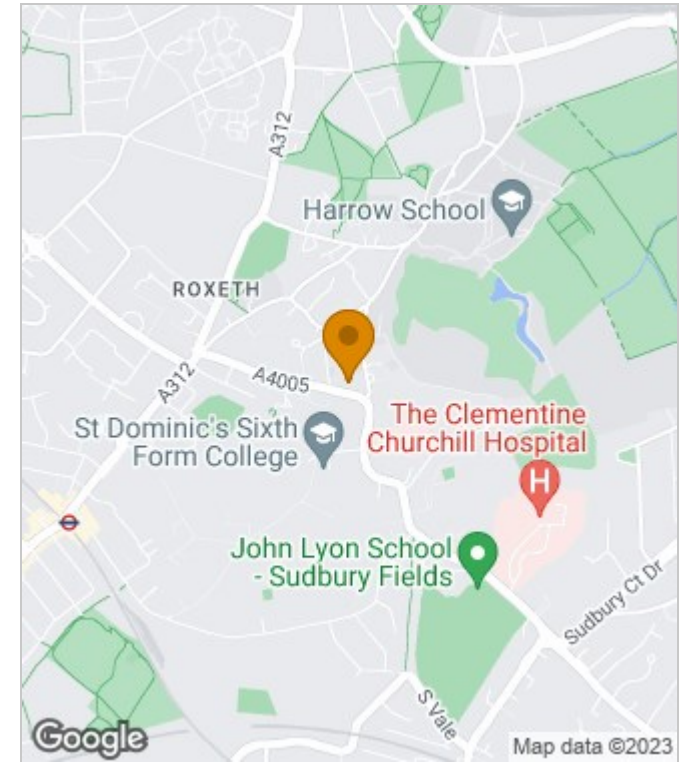 A312
Harrow School
ROXETH
A4005
A312
St Dominic's Sixth
Form College
The Clementine
Churchill Hospital
H
John Lyon School
- Sudbury Fields
Sudbury Ct Dr
S Vale
Google
Map data ©2023